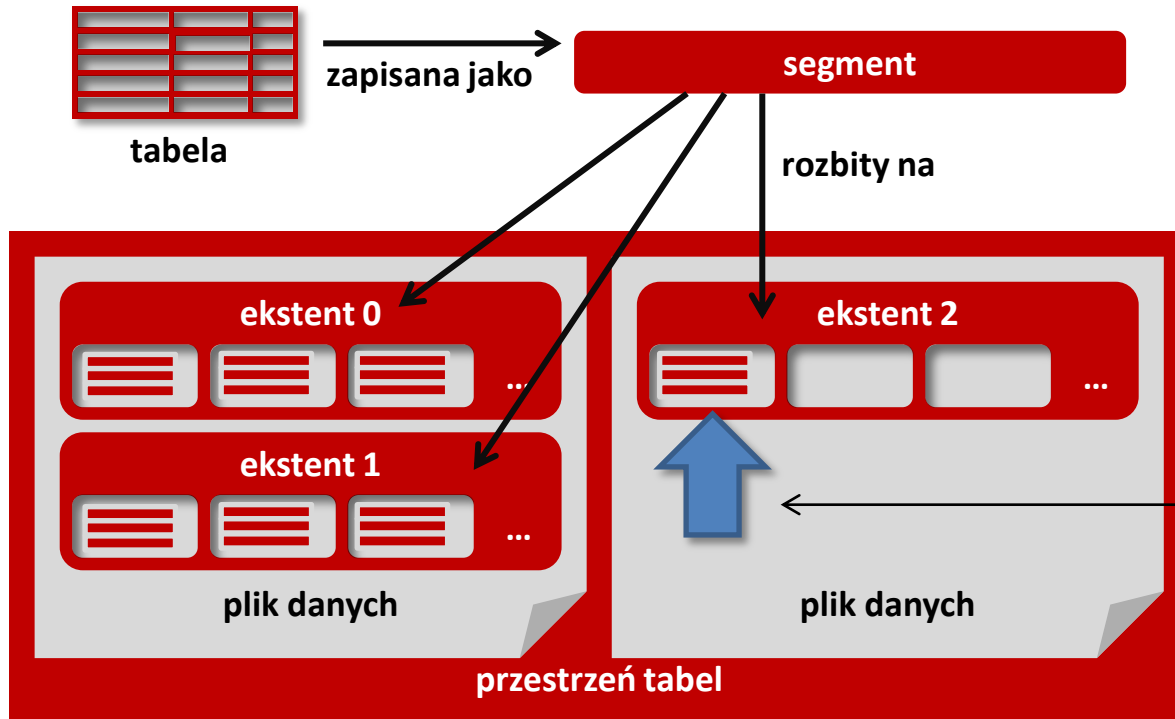 zapisana jako
segment
tabela
rozbity na
ekstent 0
...
ekstent 2
...
ekstent 1
...
plik danych
plik danych
przestrzeń tabel